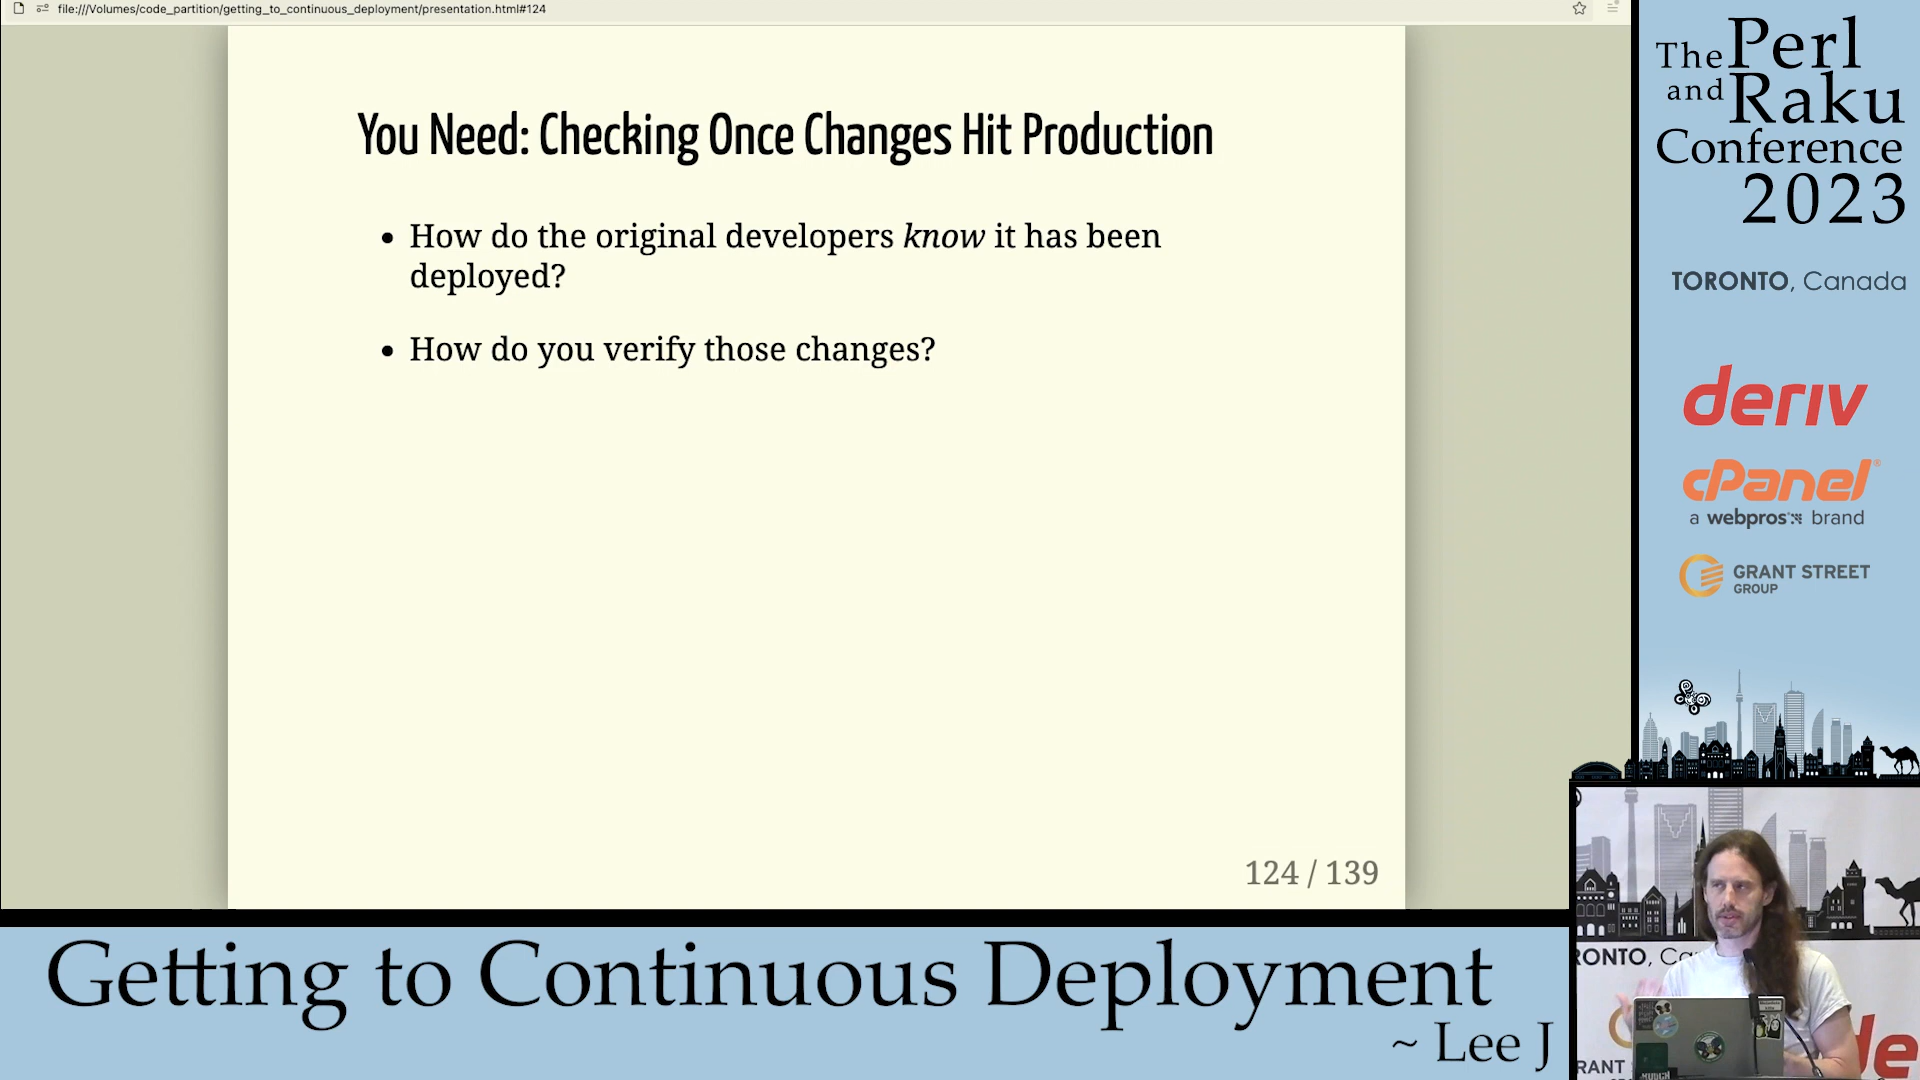 file:///Volumes/code_partition/getting_to_continuous_deployment/presentation.html#124
You Need: Checking Once Changes Hit Production
• How do the original developers know it has been
deployed?
• How do you verify those changes?
124 / 139
The Perl
and Raku
Conference
2023
TORONTO, Canada
deriv
cPanel®
a webpros brand
GRANT STREET
GROUP
Getting to Continuous Deployment
~ Lee J
RONTO, Ca
RANT
de